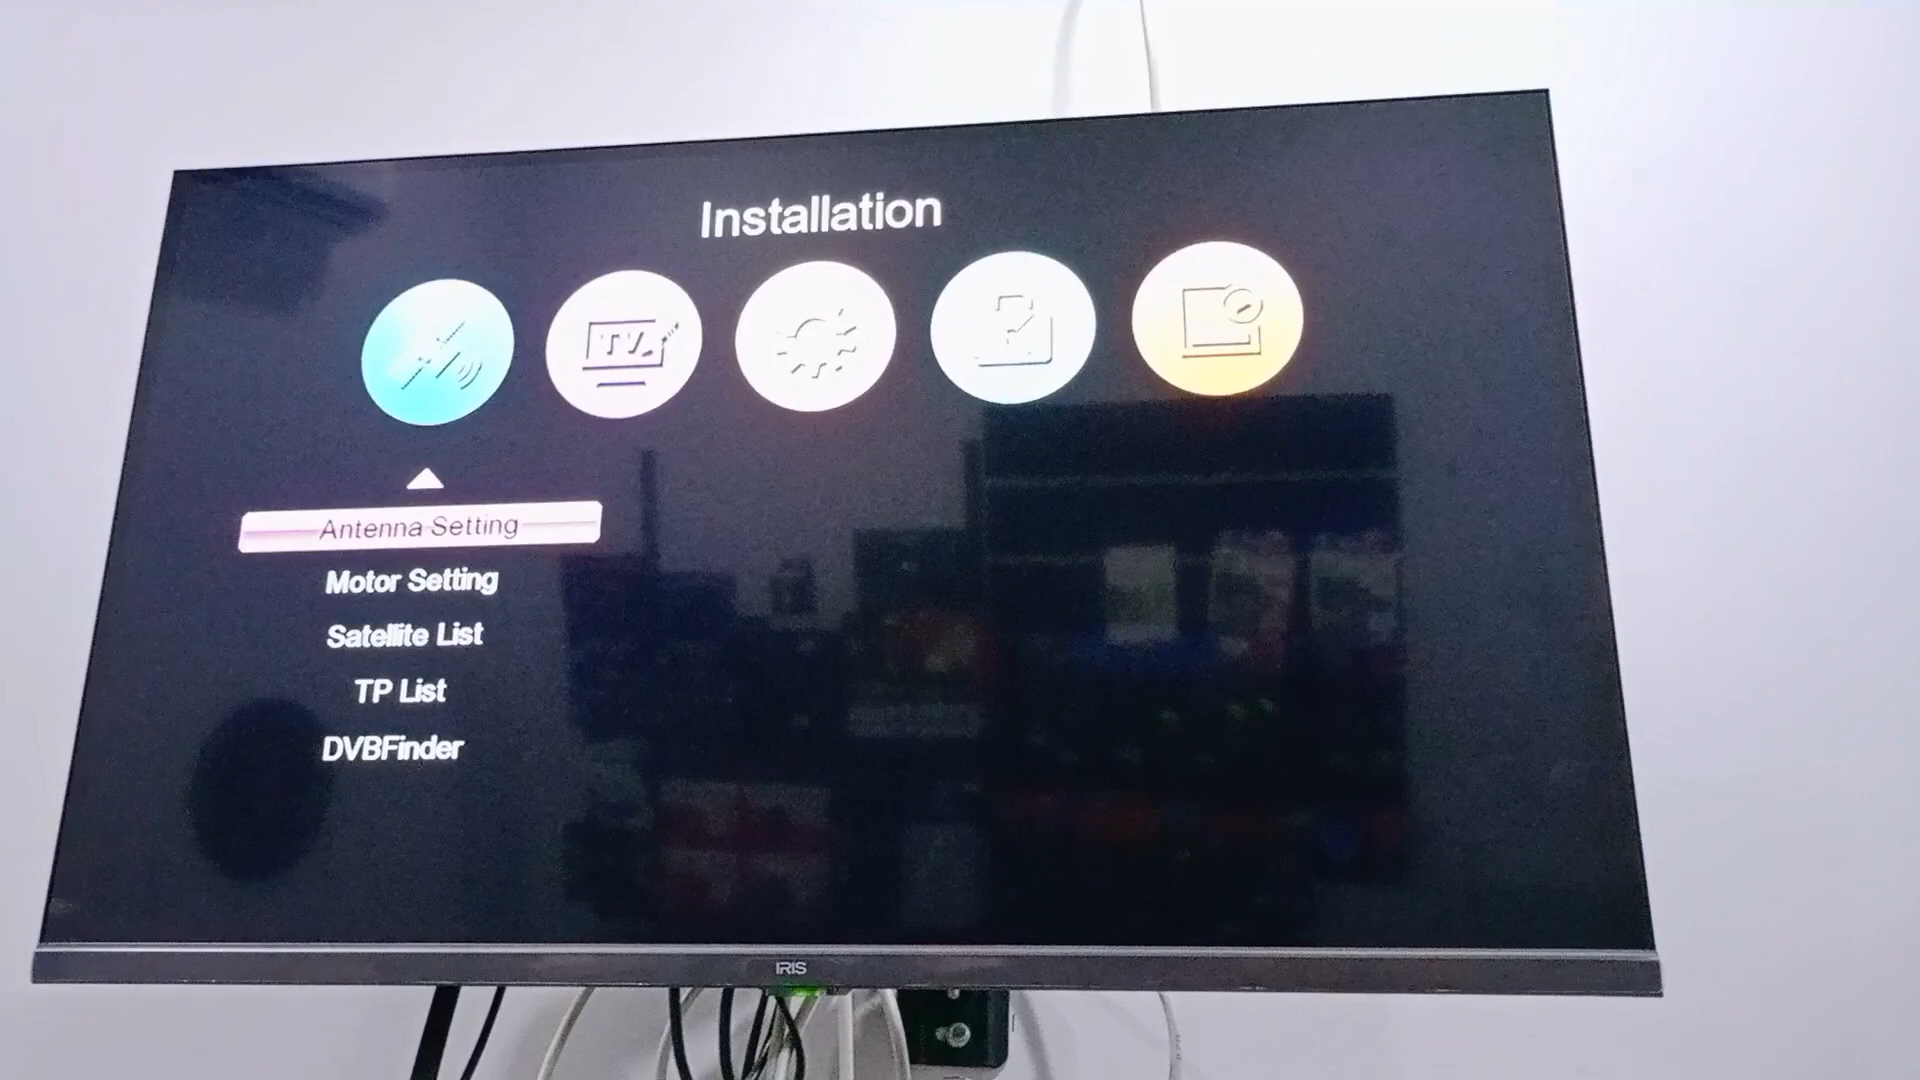 Installation
TV
Antenna Setting
Motor Setting
Satellite List
TP List
DVBFinder
IRIS